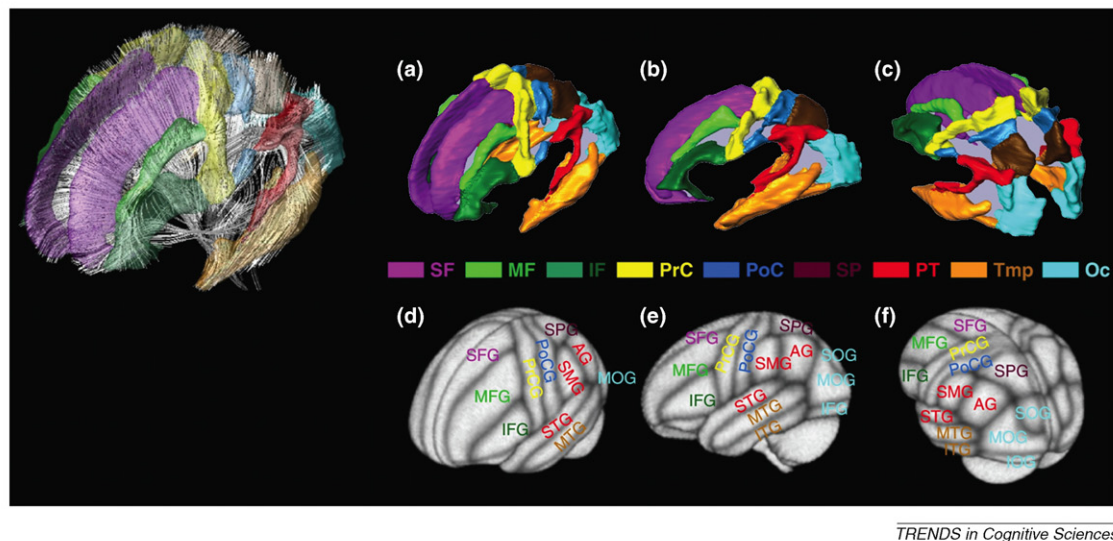 (a) (b) (c)
SF MF IF PrC PoC SP PT Tmp Oc
(d) (e) (f)
SPG
AG
SFG
PrCG
PoCG
SMG
MOG
MFG
IFG
STG
MTG
SPG
SFG
PrCG
PoCG
AG
SOG
SMG
MFG
MOG
IFG
STG
MTG
IFG
ITG
SFG
MFG
PrCG
PoCG
IFG
SPG
SMG
AG
STG
SOG
MTG
MOG
ITG
IOG
TRENDS in Cognitive Sciences